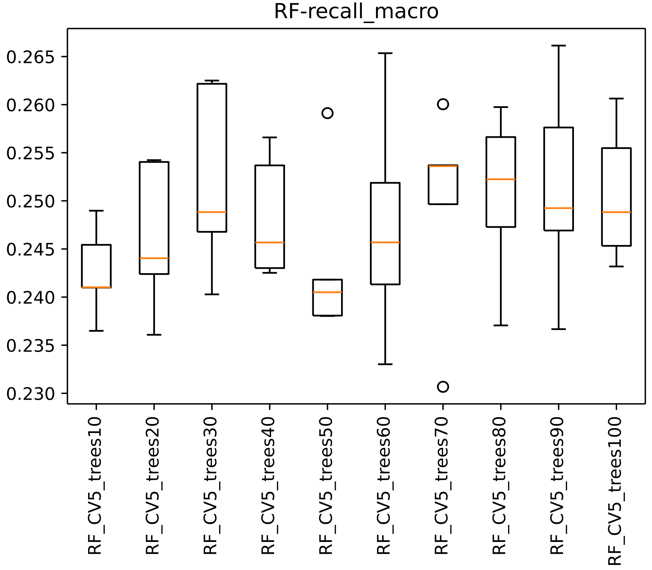 RF-recall_macro
0.265
0.260
0.255
0.250
0.245
0.240
0.235
0.230
RF_CV5_trees10
RF_CV5_trees20
RF_CV5_trees30
RF_CV5_trees40
RF_CV5_trees50
RF_CV5_trees60
RF_CV5_trees70
RF_CV5_trees80
RF_CV5_trees90
RF_CV5_trees100